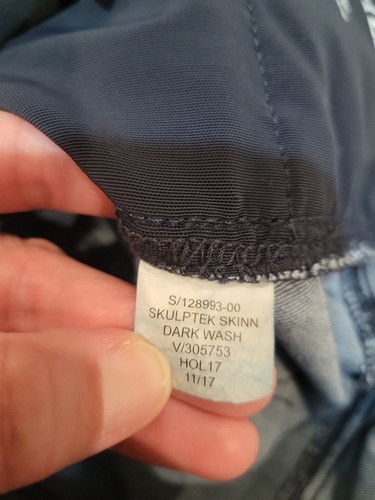 S/128993-00
SKULPTEK SKINN
DARK WASH
V/305753
HOL17
11/17